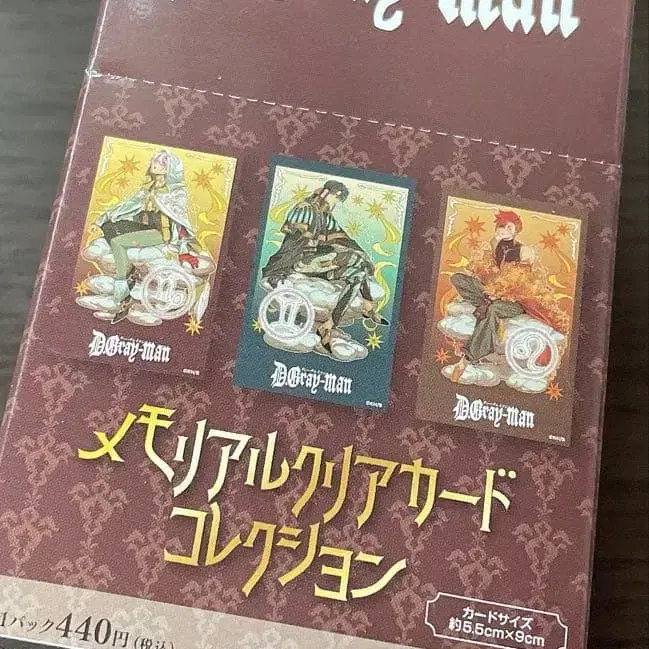 D.Gray-man
D.Gray-man
D.Gray-man
メモリアルクリアカード
コレクション
1パック440円(税込)
カードサイズ
約5.5cm×9cm